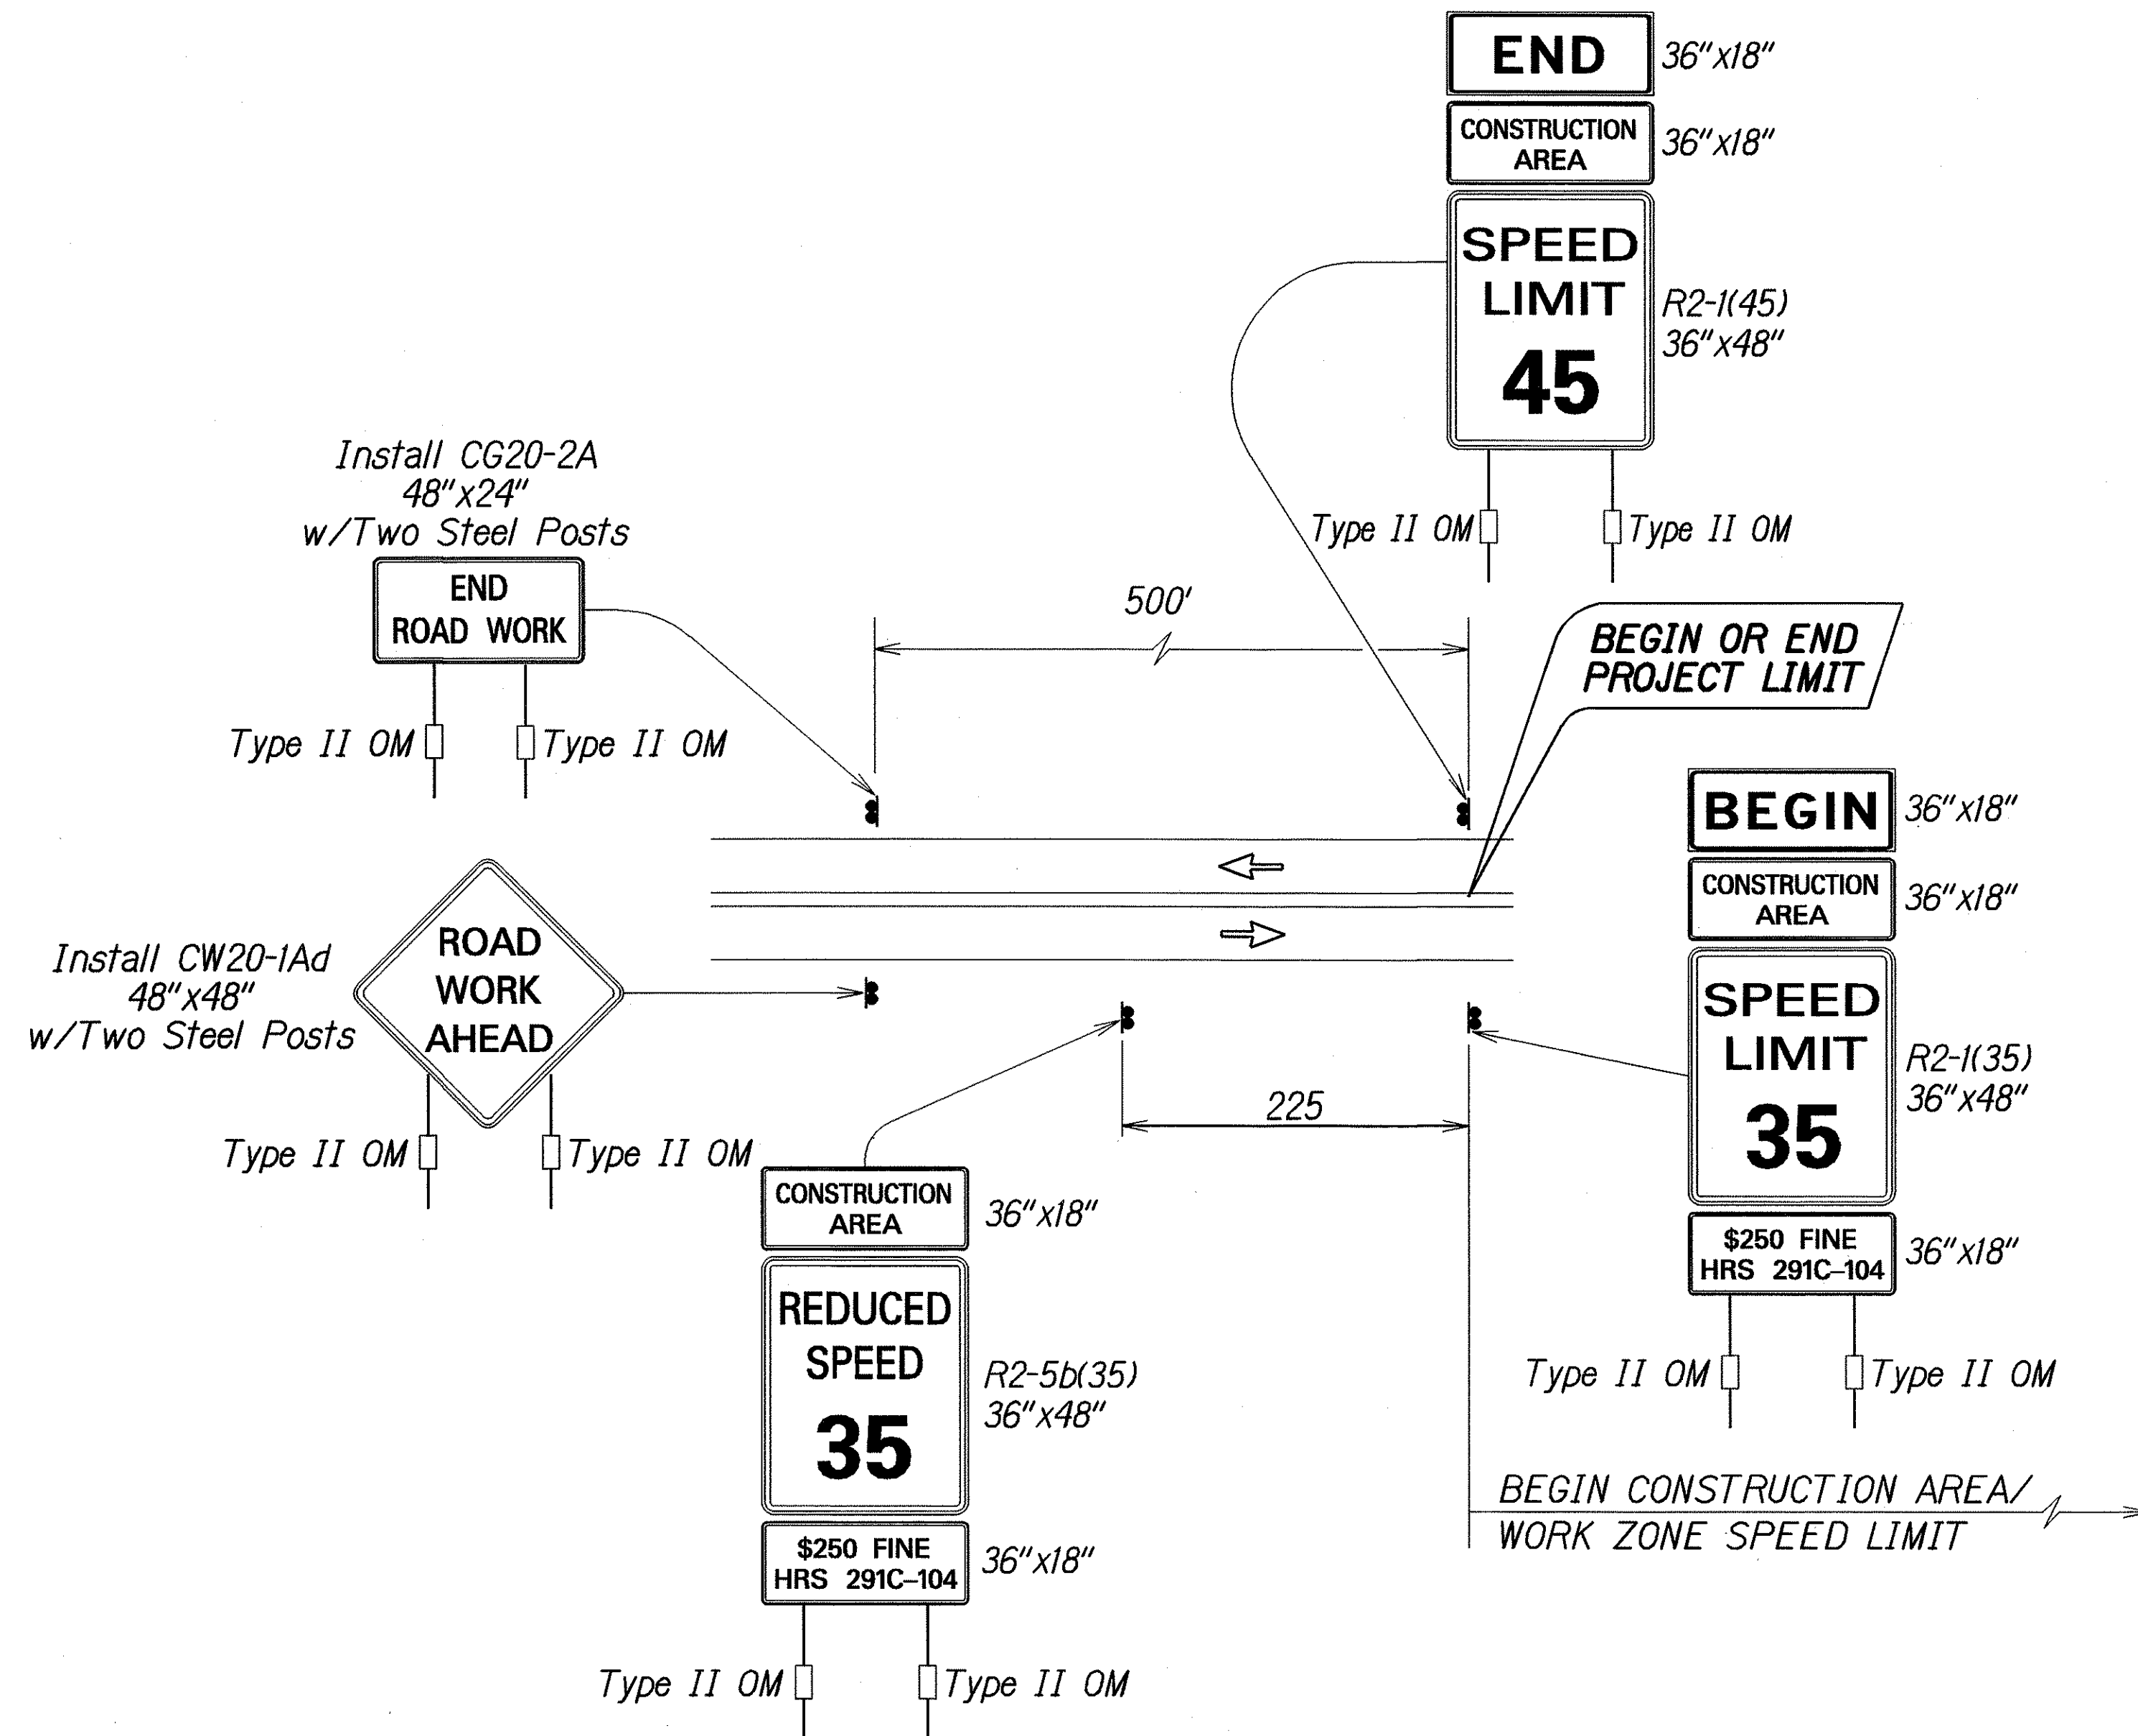 END
36"x18"
CONSTRUCTION
AREA
36"x18"
SPEED
LIMIT
45
R2-1(45)
36"x48"
Type II OM
Type II OM
Install CG20-2A
48"x24"
w/Two Steel Posts
END
ROAD WORK
Type II OM
Type II OM
500'
BEGIN OR END
PROJECT LIMIT
BEGIN
36"x18"
CONSTRUCTION
AREA
36"x18"
SPEED
LIMIT
35
R2-1(35)
36"x48"
$250 FINE
HRS 291C–104
36"x18"
Type II OM
Type II OM
Install CW20-1Ad
48"x48"
w/Two Steel Posts
ROAD
WORK
AHEAD
Type II OM
Type II OM
225
CONSTRUCTION
AREA
36"x18"
REDUCED
SPEED
35
R2-5b(35)
36"x48"
$250 FINE
HRS 291C–104
36"x18"
Type II OM
Type II OM
BEGIN CONSTRUCTION AREA/
WORK ZONE SPEED LIMIT